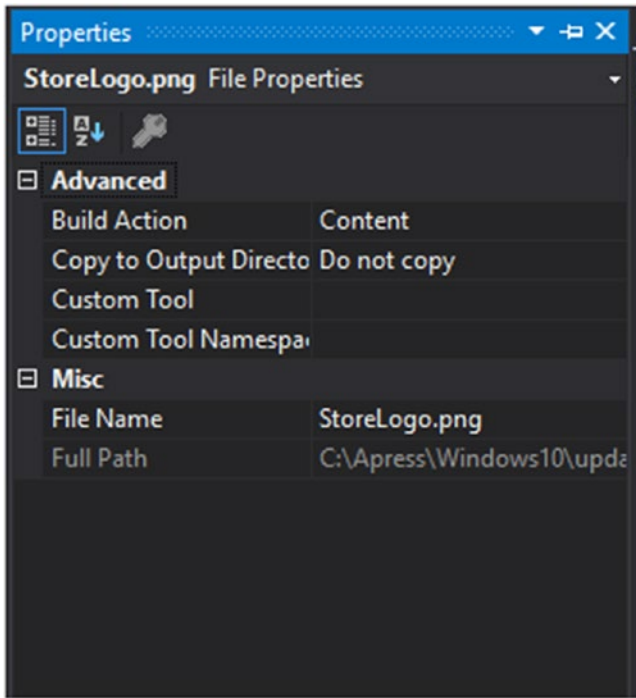 Properties
StoreLogo.png File Properties
Advanced
Build Action Content
Copy to Output Directo Do not copy
Custom Tool
Custom Tool Namespa
Misc
File Name StoreLogo.png
Full Path C:\Apress\Windows10\upda